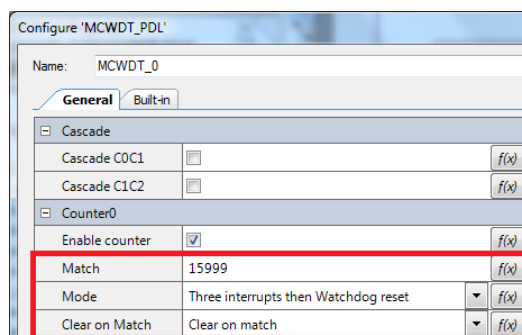 Configure 'MCWDT_PDL'
Name: MCWDT_0
General Built-in
Cascade
Cascade C0C1 f(x)
Cascade C1C2 f(x)
Counter0
Enable counter f(x)
Match 15999 f(x)
Mode Three interrupts then Watchdog reset f(x)
Clear on Match Clear on match f(x)